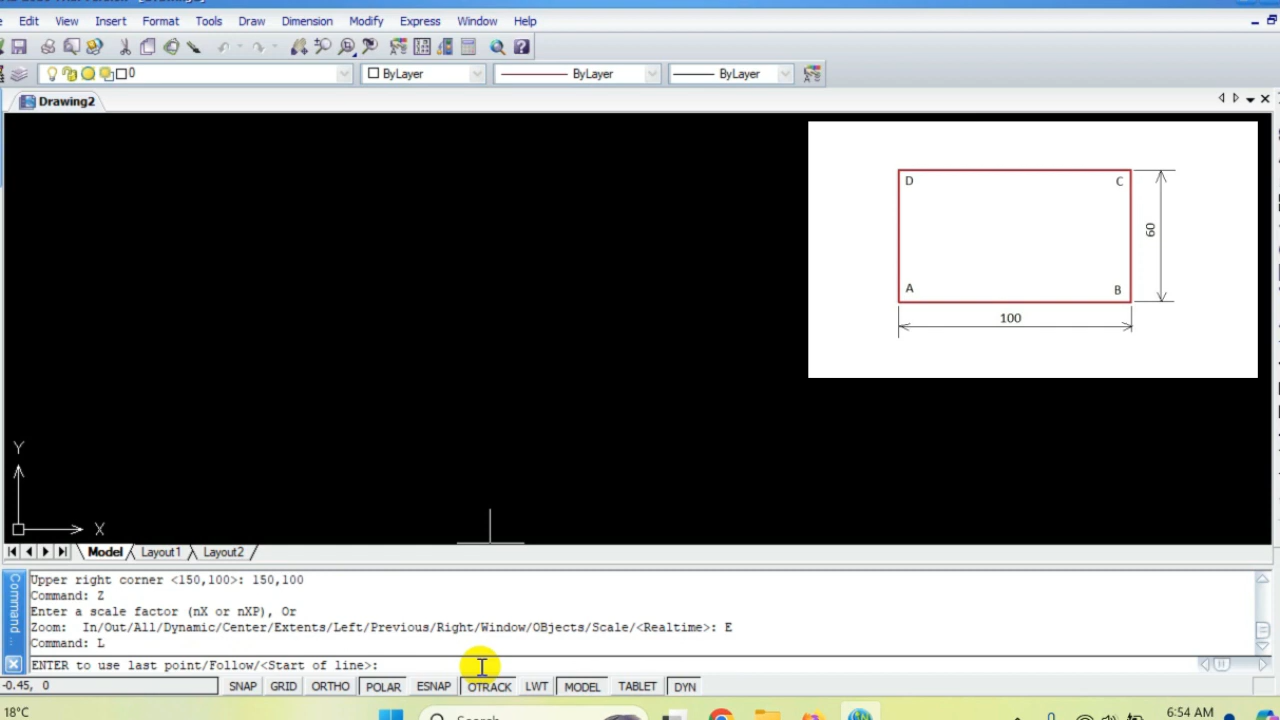 Edit View Insert Format Tools Draw Dimension Modify Express Window Help
0 ByLayer ByLayer ByLayer
Drawing2
D C
60
A B
100
Y
X
Model Layout1 Layout2
Command
Upper right corner <150,100>: 150,100
Command: Z
Enter a scale factor (nX or nXP), Or
Zoom: In/Out/All/Dynamic/Center/Extents/Left/Previous/Right/Window/OBjects/Scale/<Realtime>: E
Command: L
ENTER to use last point/Follow/<Start of line>:
-0.45, 0 SNAP GRID ORTHO POLAR ESNAP OTRACK LWT MODEL TABLET DYN
18°C Search 6:54 AM